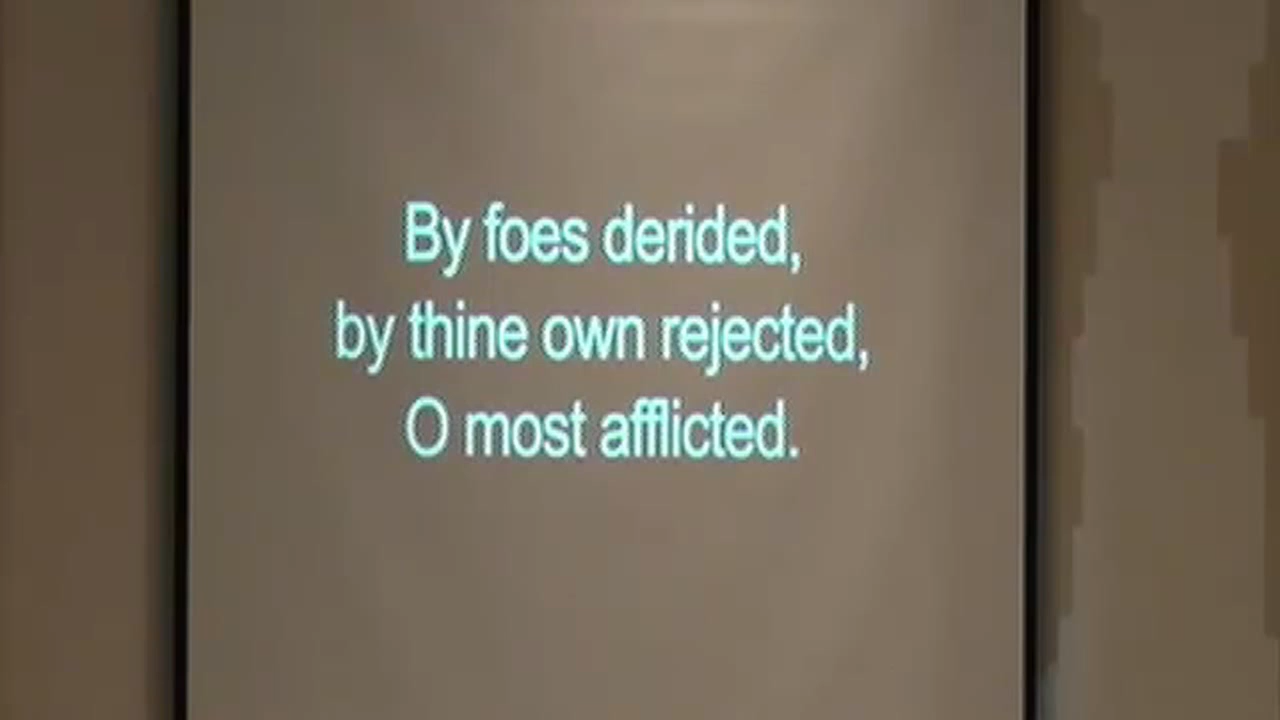 By foes derided,
by thine own rejected,
O most afflicted.